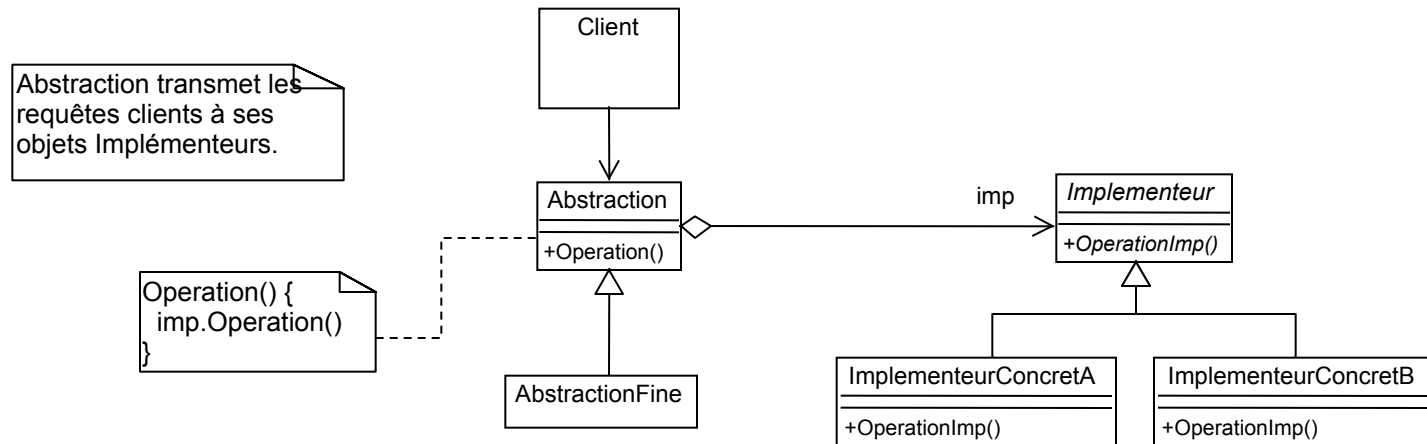 Client
Abstraction transmet les
requêtes clients à ses
objets Implémenteurs.
Abstraction
+Operation()
imp
Implementeur
+OperationImp()
Operation() {
imp.Operation()
}
AbstractionFine
ImplementeurConcretA
+OperationImp()
ImplementeurConcretB
+OperationImp()